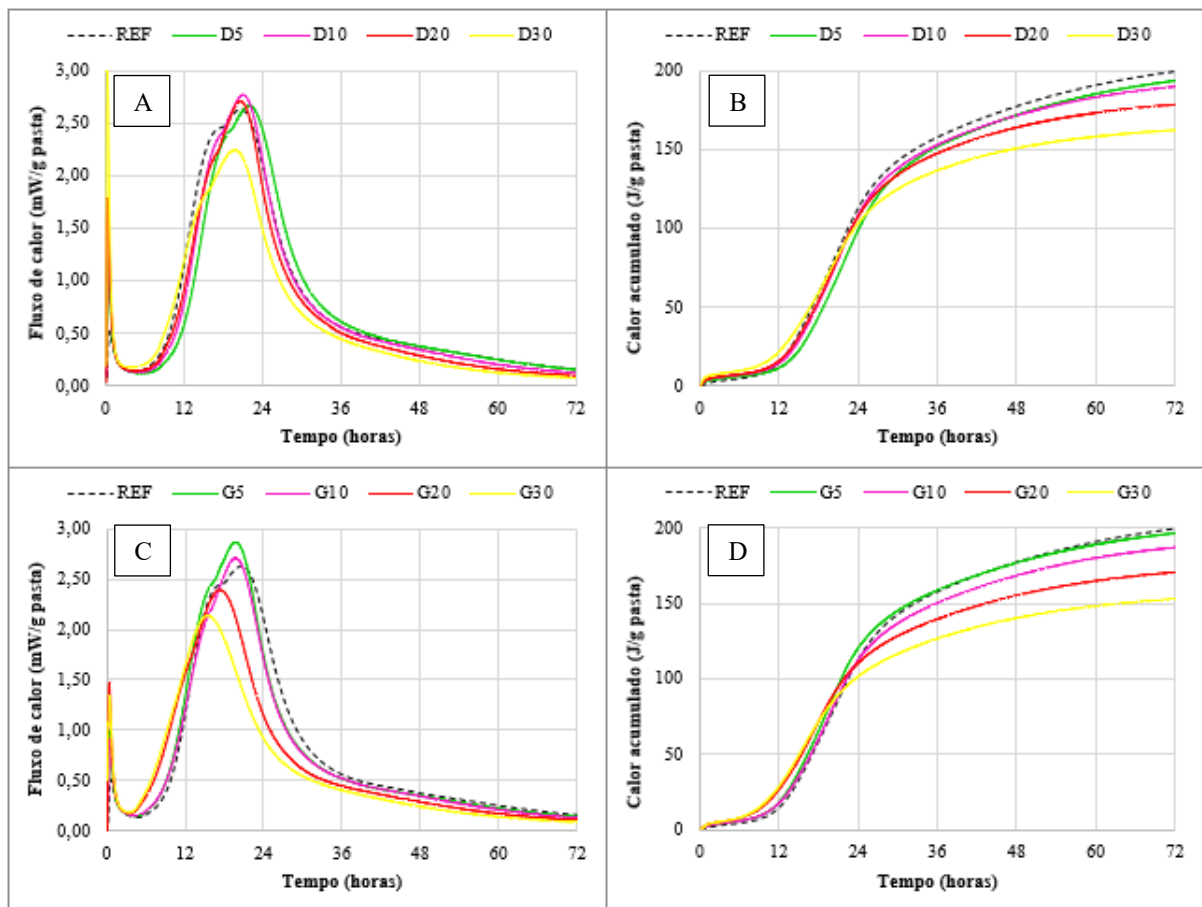 REF D5 D10 D20 D30
A
Fluxo de calor (mW/g pasta)
3,00
2,50
2,00
1,50
1,00
0,50
0,00
0 12 24 36 48 60 72
Tempo (horas)
REF D5 D10 D20 D30
B
Calor acumulado (J/g pasta)
200
150
100
50
0
0 12 24 36 48 60 72
Tempo (horas)
REF G5 G10 G20 G30
C
Fluxo de calor (mW/g pasta)
3,00
2,50
2,00
1,50
1,00
0,50
0,00
0 12 24 36 48 60 72
Tempo (horas)
REF G5 G10 G20 G30
D
Calor acumulado (J/g pasta)
200
150
100
50
0
0 12 24 36 48 60 72
Tempo (horas)